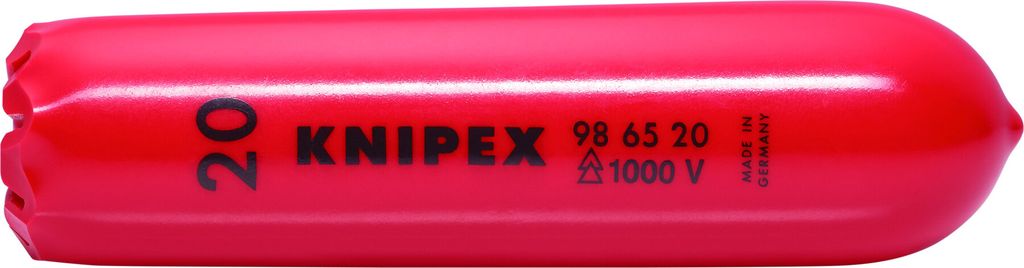 20
KNIPEX
98 65 20
1000 V
MADE IN
GERMANY